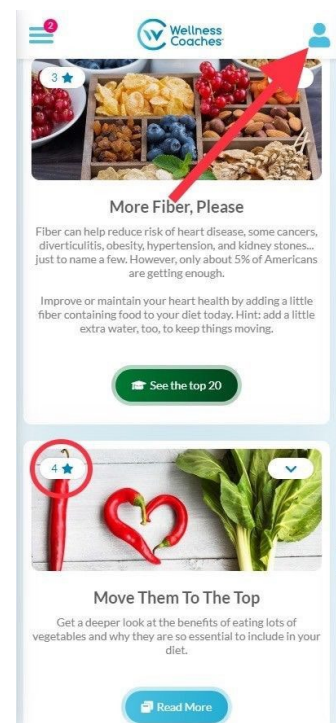 2
Wellness
Coaches
3
More Fiber, Please
Fiber can help reduce risk of heart disease, some cancers,
diverticulitis, obesity, hypertension, and kidney stones...
just to name a few. However, only about 5% of Americans
are getting enough.
Improve or maintain your heart health by adding a little
fiber containing food to your diet today. Hint: add a little
extra water, too, to keep things moving.
See the top 20
4
Move Them To The Top
Get a deeper look at the benefits of eating lots of
vegetables and why they are so essential to include in your
diet.
Read More